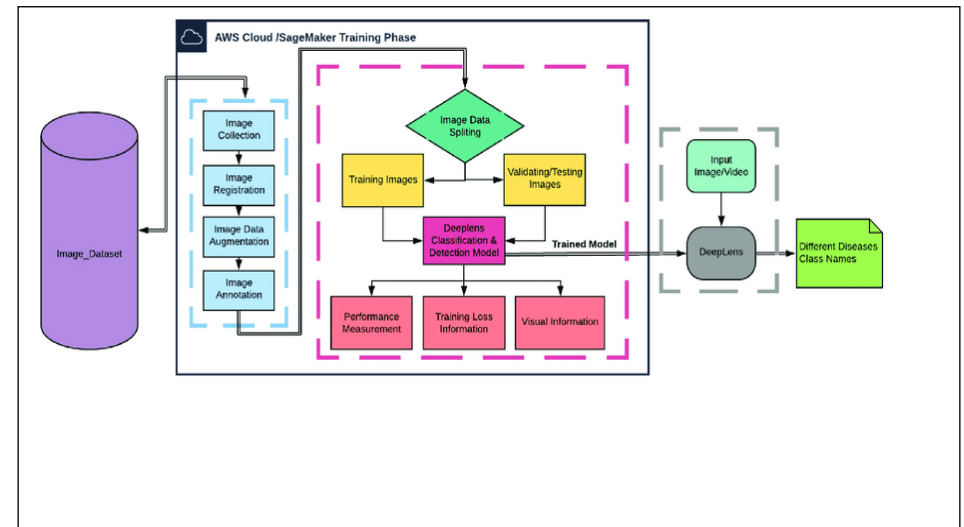 AWS Cloud /SageMaker Training Phase
Image_Dataset
Image
Collection
Image
Registration
Image Data
Augmentation
Image
Annotation
Image Data
Spliting
Training Images
Validating/Testing
Images
Deeplens
Classification &
Detection Model
Trained Model
Performance
Measurement
Training Loss
Information
Visual Information
Input
Image/Video
DeepLens
Different Diseases
Class Names